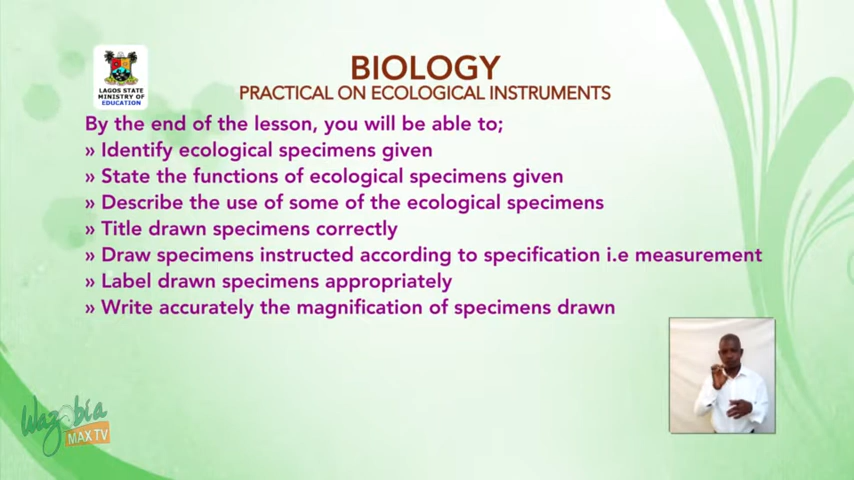 BIOLOGY
LAGOS STATE
MINISTRY OF
EDUCATION
PRACTICAL ON ECOLOGICAL INSTRUMENTS
By the end of the lesson, you will be able to;
» Identify ecological specimens given
» State the functions of ecological specimens given
» Describe the use of some of the ecological specimens
» Title drawn specimens correctly
» Draw specimens instructed according to specification i.e measurement
» Label drawn specimens appropriately
» Write accurately the magnification of specimens drawn
Wazobia
MAX TV